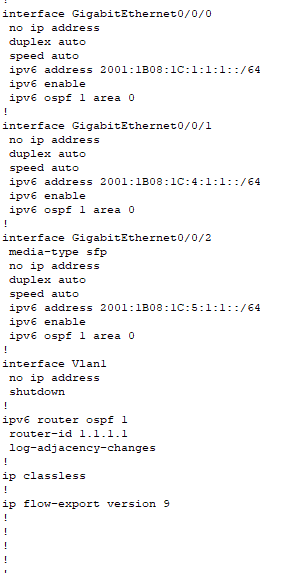 !
interface GigabitEthernet0/0/0
no ip address
duplex auto
speed auto
ipv6 address 2001:1B08:1C:1:1:1::/64
ipv6 enable
ipv6 ospf 1 area 0
!
interface GigabitEthernet0/0/1
no ip address
duplex auto
speed auto
ipv6 address 2001:1B08:1C:4:1:1::/64
ipv6 enable
ipv6 ospf 1 area 0
!
interface GigabitEthernet0/0/2
media-type sfp
no ip address
duplex auto
speed auto
ipv6 address 2001:1B08:1C:5:1:1::/64
ipv6 enable
ipv6 ospf 1 area 0
!
interface Vlan1
no ip address
shutdown
!
ipv6 router ospf 1
router-id 1.1.1.1
log-adjacency-changes
!
ip classless
!
ip flow-export version 9
!
!
!
!
!